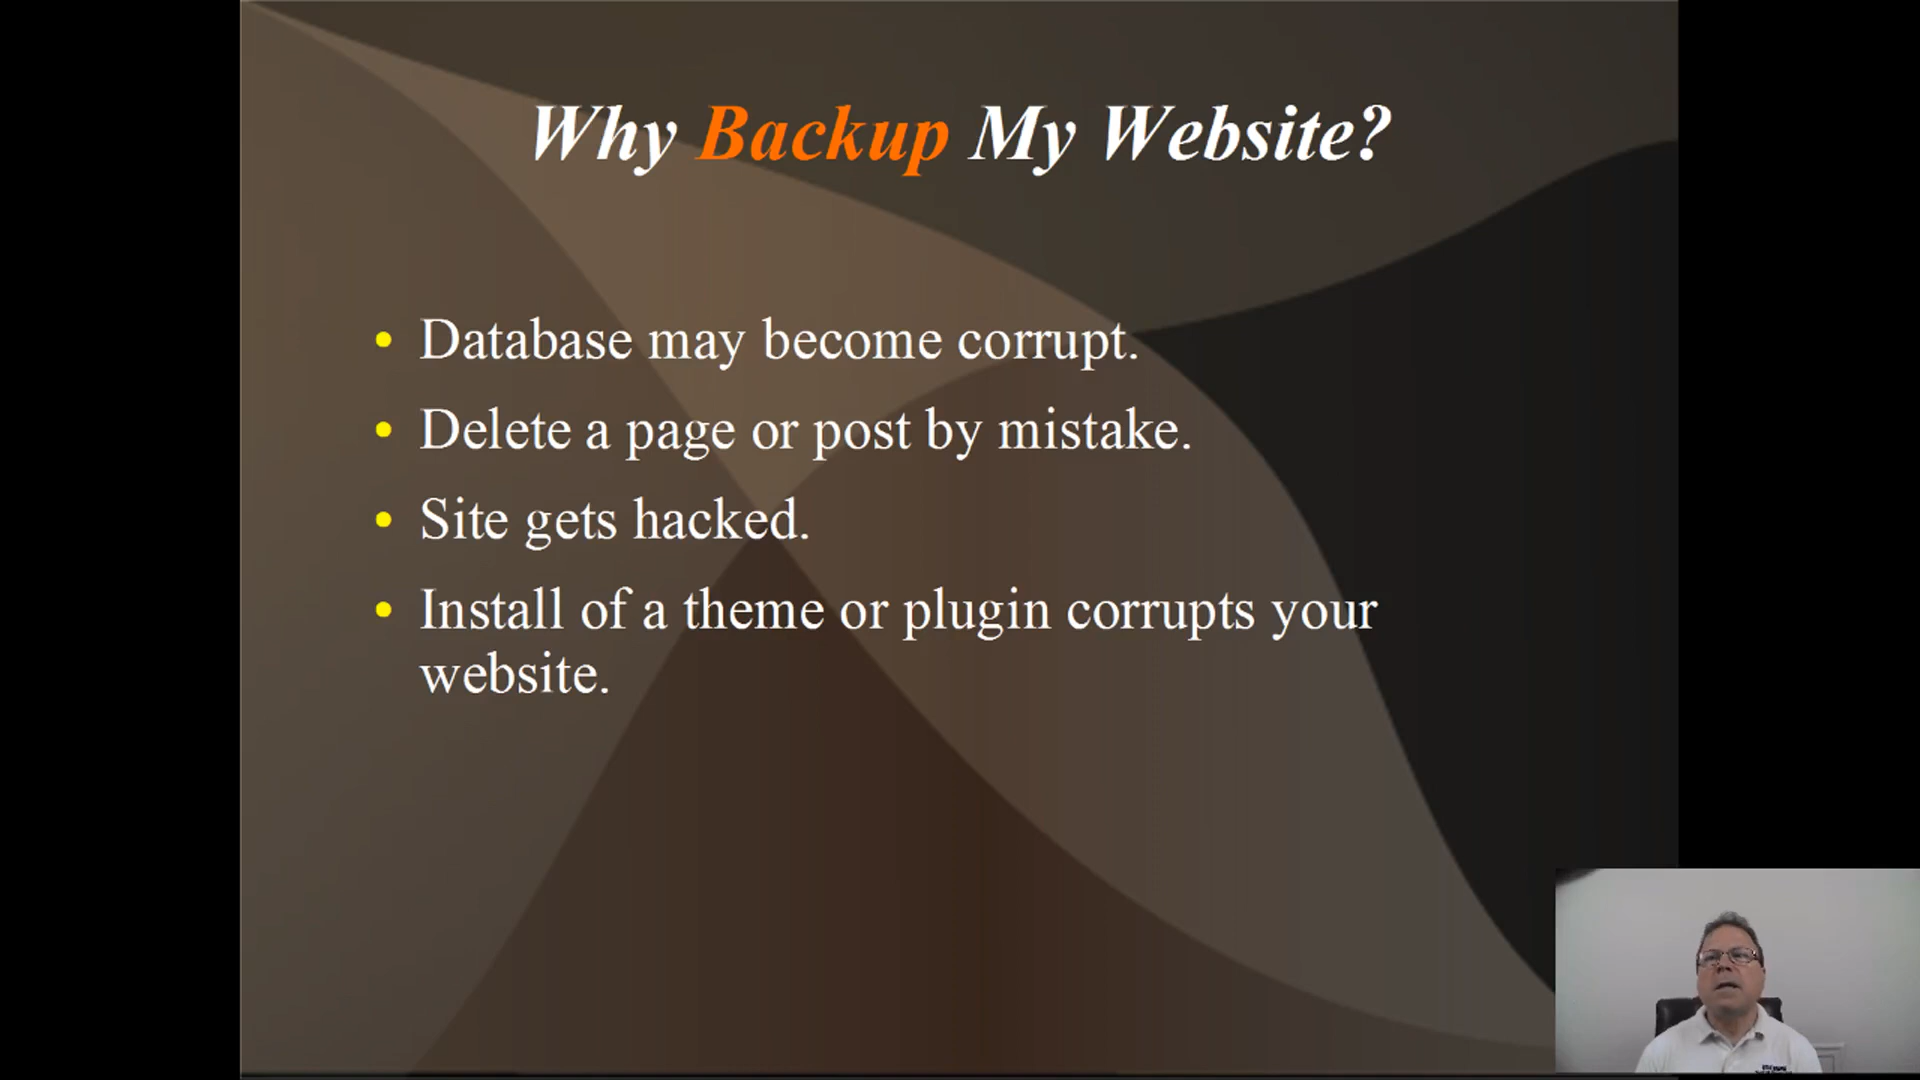 Why Backup My Website?
• Database may become corrupt.
• Delete a page or post by mistake.
• Site gets hacked.
• Install of a theme or plugin corrupts your
website.